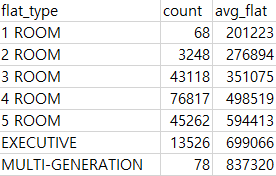 flat_type count avg_flat
1 ROOM 68 201223
2 ROOM 3248 276894
3 ROOM 43118 351075
4 ROOM 76817 498519
5 ROOM 45262 594413
EXECUTIVE 13526 699066
MULTI-GENERATION 78 837320